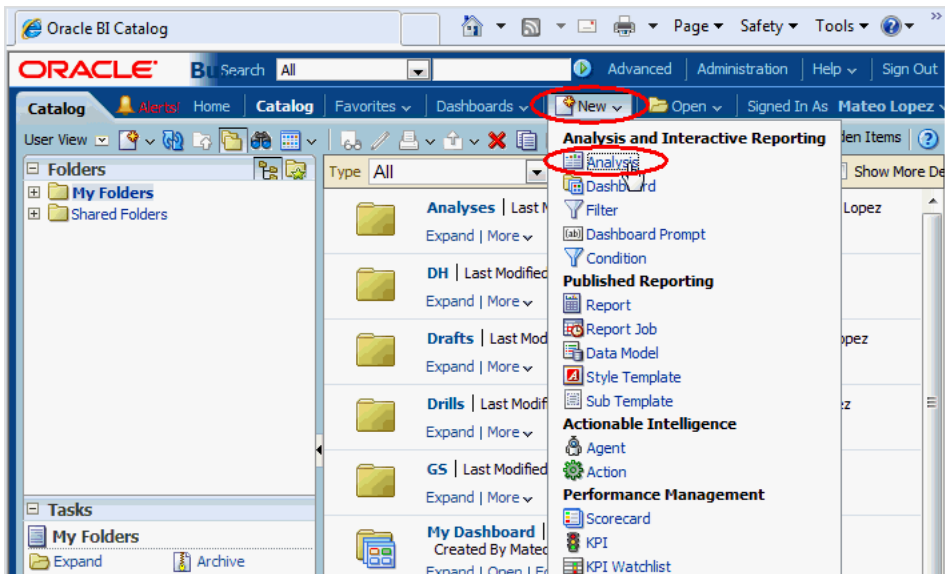 Oracle BI Catalog
Page Safety Tools
ORACLE Bu Search All Advanced Administration Help Sign Out
Catalog Alerts! Home Catalog Favorites Dashboards New Open Signed In As Mateo Lopez
User View
Folders
My Folders
Shared Folders
Type All
Show More
Analyses | Last
Lopez
Expand | More
DH | Last Modified
Expand | More
Drafts | Last Mod
Expand | More
Drills | Last Modif
Expand | More
GS | Last Modified
Expand | More
My Dashboard |
Created By Mateo
Expand | Open |
Analysis and Interactive Reporting
Analysis
Dashboard
Filter
Dashboard Prompt
Condition
Published Reporting
Report
Report Job
Data Model
Style Template
Sub Template
Actionable Intelligence
Agent
Action
Performance Management
Scorecard
KPI
KPI Watchlist
Tasks
My Folders
Expand Archive